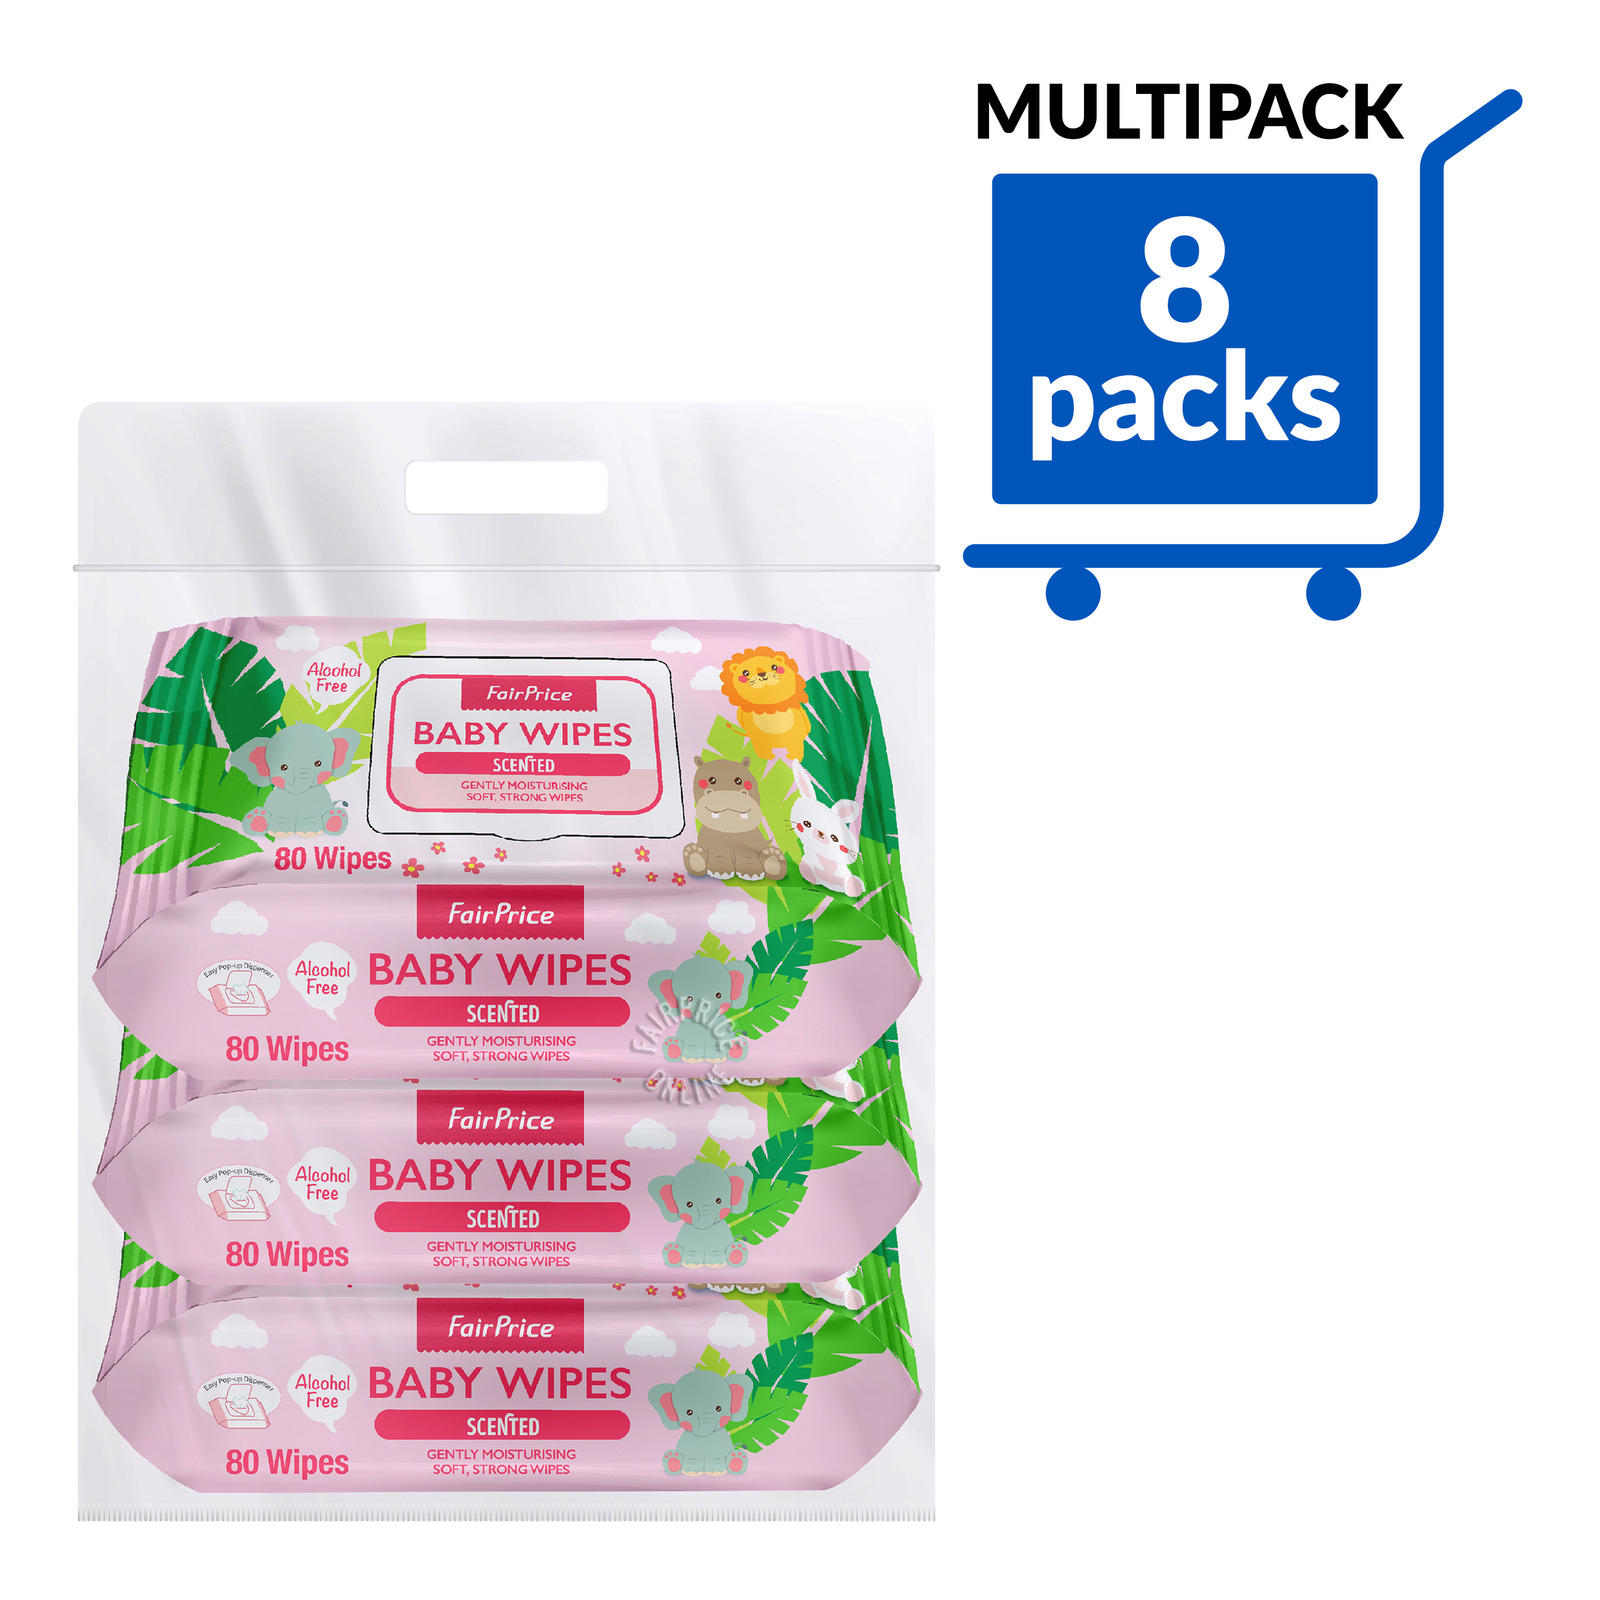 MULTIPACK
8
packs
Alcohol
Free
FairPrice
BABY WIPES
SCENTED
GENTLY MOISTURISING
SOFT, STRONG WIPES
80 Wipes
FairPrice
Easy Pop-up Dispenser
Alcohol
Free
BABY WIPES
SCENTED
GENTLY MOISTURISING
SOFT, STRONG WIPES
80 Wipes
FAIRPRICE
ONLINE
FairPrice
Easy Pop-up Dispenser
Alcohol
Free
BABY WIPES
SCENTED
GENTLY MOISTURISING
SOFT, STRONG WIPES
80 Wipes
FairPrice
Easy Pop-up Dispenser
Alcohol
Free
BABY WIPES
SCENTED
GENTLY MOISTURISING
SOFT, STRONG WIPES
80 Wipes